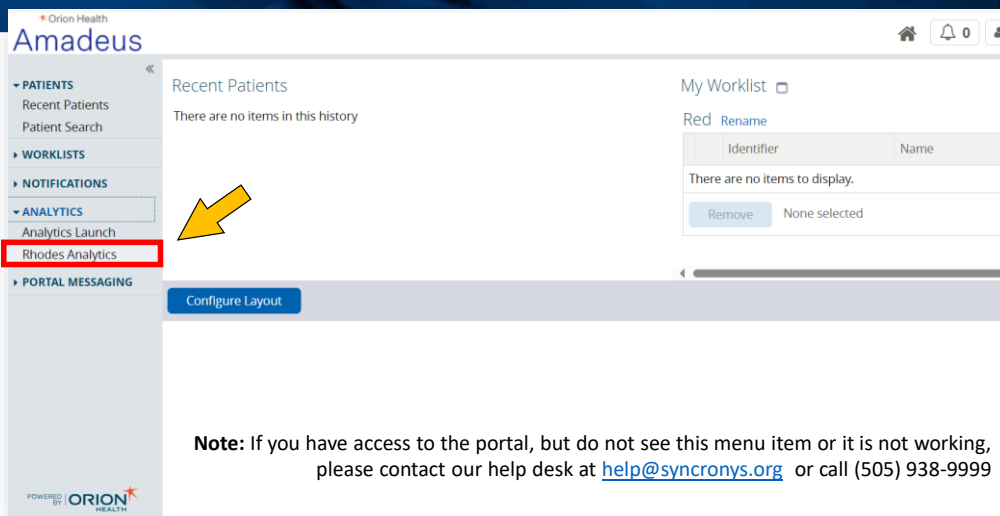 Orion Health
Amadeus
0
PATIENTS
Recent Patients
Patient Search
WORKLISTS
NOTIFICATIONS
ANALYTICS
Analytics Launch
Rhodes Analytics
PORTAL MESSAGING
Recent Patients
There are no items in this history
My Worklist
Red Rename
Identifier Name
There are no items to display.
Remove None selected
Configure Layout
Note: If you have access to the portal, but do not see this menu item or it is not working,
please contact our help desk at help@syncronys.org or call (505) 938-9999
POWERED BY ORION HEALTH